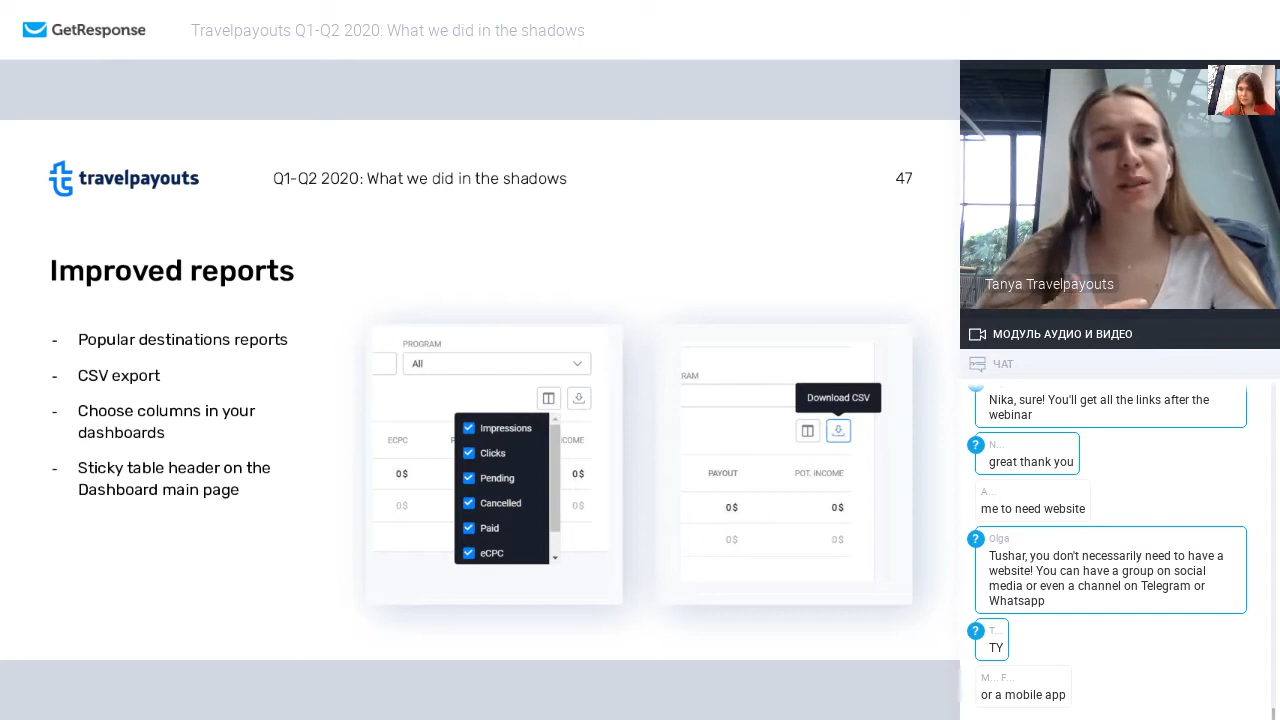 GetResponse
Travelpayouts Q1-Q2 2020: What we did in the shadows
travelpayouts
Q1-Q2 2020: What we did in the shadows
47
Improved reports
- Popular destinations reports
- CSV export
- Choose columns in your
dashboards
- Sticky table header on the
Dashboard main page
PROGRAM
All
Impressions
ECPC
COME
Clicks
0$
0$
Pending
Cancelled
0$
0$
Paid
eCPC
RAM
Download CSV
PAYOUT
POT. INCOME
0$
0$
0$
0$
Tanya Travelpayouts
МОДУЛЬ АУДИО И ВИДЕО
ЧАТ
Nika, sure! You'll get all the links after the
webinar
?
N...
great thank you
A...
me to need website
?
Olga
Tushar, you don't necessarily need to have a
website! You can have a group on social
media or even a channel on Telegram or
Whatsapp
?
T...
TY
M... F...
or a mobile app